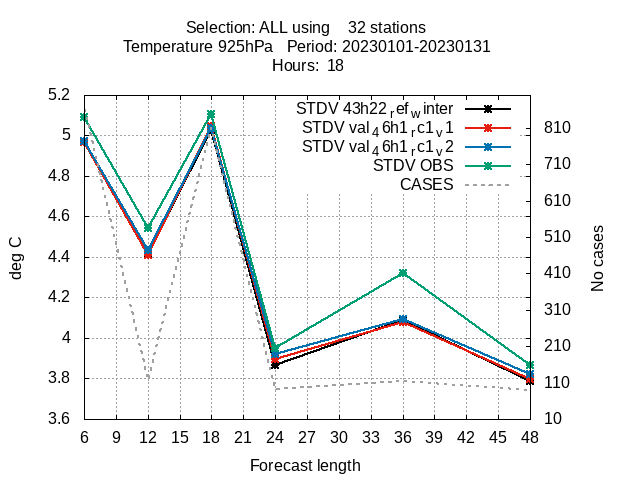 Selection: ALL using    32 stations
Temperature 925hPa   Period: 20230101-20230131
Hours: 18
STDV 43h22refwinter
STDV val46h1rc1v1
STDV val46h1rc1v2
STDV OBS
CASES
5.2
5
4.8
4.6
4.4
4.2
4
3.8
3.6
deg C
810
710
610
510
410
310
210
110
10
No cases
6 9 12 15 18 21 24 27 30 33 36 39 42 45 48
Forecast length